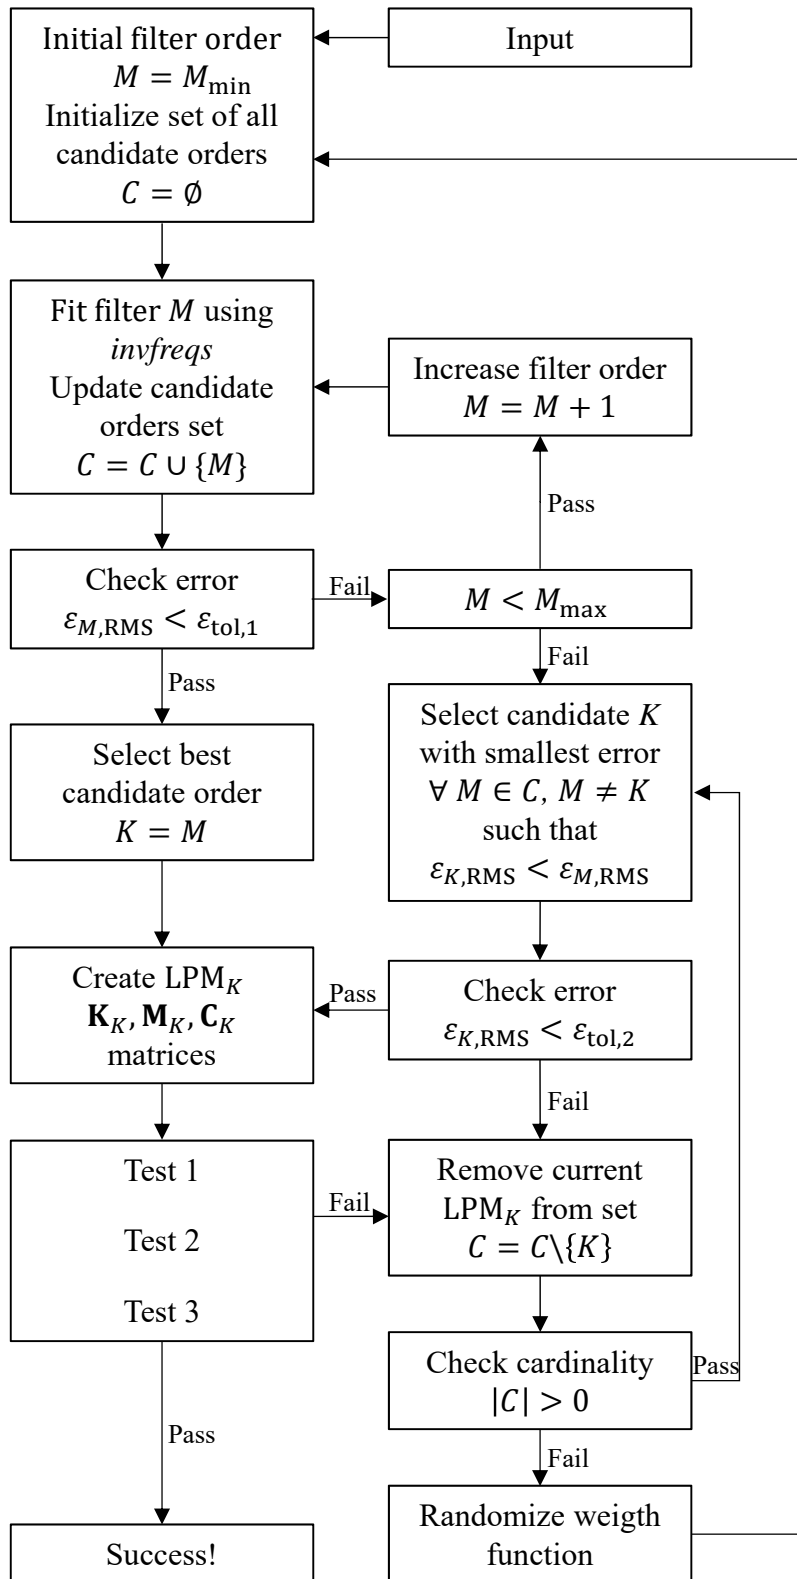 Initial filter order
M = M_min
Initialize set of all
candidate orders
C = ∅
Input
Fit filter M using
invfreqs
Update candidate
orders set
C = C ∪ {M}
Increase filter order
M = M + 1
Pass
Check error
ε_M,RMS < ε_tol,1
Fail
M < M_max
Pass
Fail
Select best
candidate order
K = M
Select candidate K
with smallest error
∀ M ∈ C, M ≠ K
such that
ε_K,RMS < ε_M,RMS
Create LPM_K
𝐊_K, 𝐌_K, 𝐂_K
matrices
Pass
Check error
ε_K,RMS < ε_tol,2
Fail
Test 1
Test 2
Test 3
Fail
Remove current
LPM_K from set
C = C\{K}
Check cardinality
|C| > 0
Pass
Pass
Fail
Success!
Randomize weigth
function